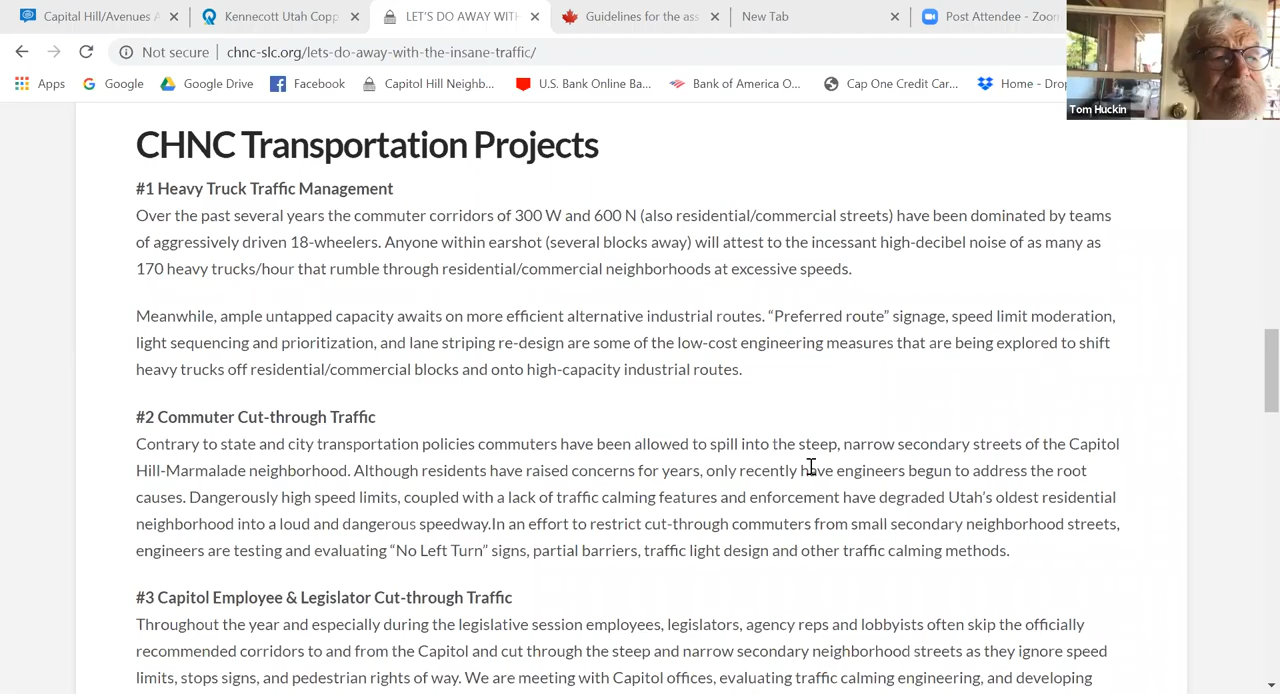 Capitol Hill/Avenues A
Kennecott Utah Copp
LET'S DO AWAY WITH
Guidelines for the ass
New Tab
Post Attendee - Zoom
Not secure
chnc-slc.org/lets-do-away-with-the-insane-traffic/
Apps
Google
Google Drive
Facebook
Capitol Hill Neighb...
U.S. Bank Online Ba...
Bank of America O...
Cap One Credit Car...
Home - Drop
Tom Huckin
CHNC Transportation Projects
#1 Heavy Truck Traffic Management
Over the past several years the commuter corridors of 300 W and 600 N (also residential/commercial streets) have been dominated by teams
of aggressively driven 18-wheelers. Anyone within earshot (several blocks away) will attest to the incessant high-decibel noise of as many as
170 heavy trucks/hour that rumble through residential/commercial neighborhoods at excessive speeds.
Meanwhile, ample untapped capacity awaits on more efficient alternative industrial routes. “Preferred route” signage, speed limit moderation,
light sequencing and prioritization, and lane striping re-design are some of the low-cost engineering measures that are being explored to shift
heavy trucks off residential/commercial blocks and onto high-capacity industrial routes.
#2 Commuter Cut-through Traffic
Contrary to state and city transportation policies commuters have been allowed to spill into the steep, narrow secondary streets of the Capitol
Hill-Marmalade neighborhood. Although residents have raised concerns for years, only recently have engineers begun to address the root
causes. Dangerously high speed limits, coupled with a lack of traffic calming features and enforcement have degraded Utah’s oldest residential
neighborhood into a loud and dangerous speedway.In an effort to restrict cut-through commuters from small secondary neighborhood streets,
engineers are testing and evaluating “No Left Turn” signs, partial barriers, traffic light design and other traffic calming methods.
#3 Capitol Employee & Legislator Cut-through Traffic
Throughout the year and especially during the legislative session employees, legislators, agency reps and lobbyists often skip the officially
recommended corridors to and from the Capitol and cut through the steep and narrow secondary neighborhood streets as they ignore speed
limits, stops signs, and pedestrian rights of way. We are meeting with Capitol offices, evaluating traffic calming engineering, and developing